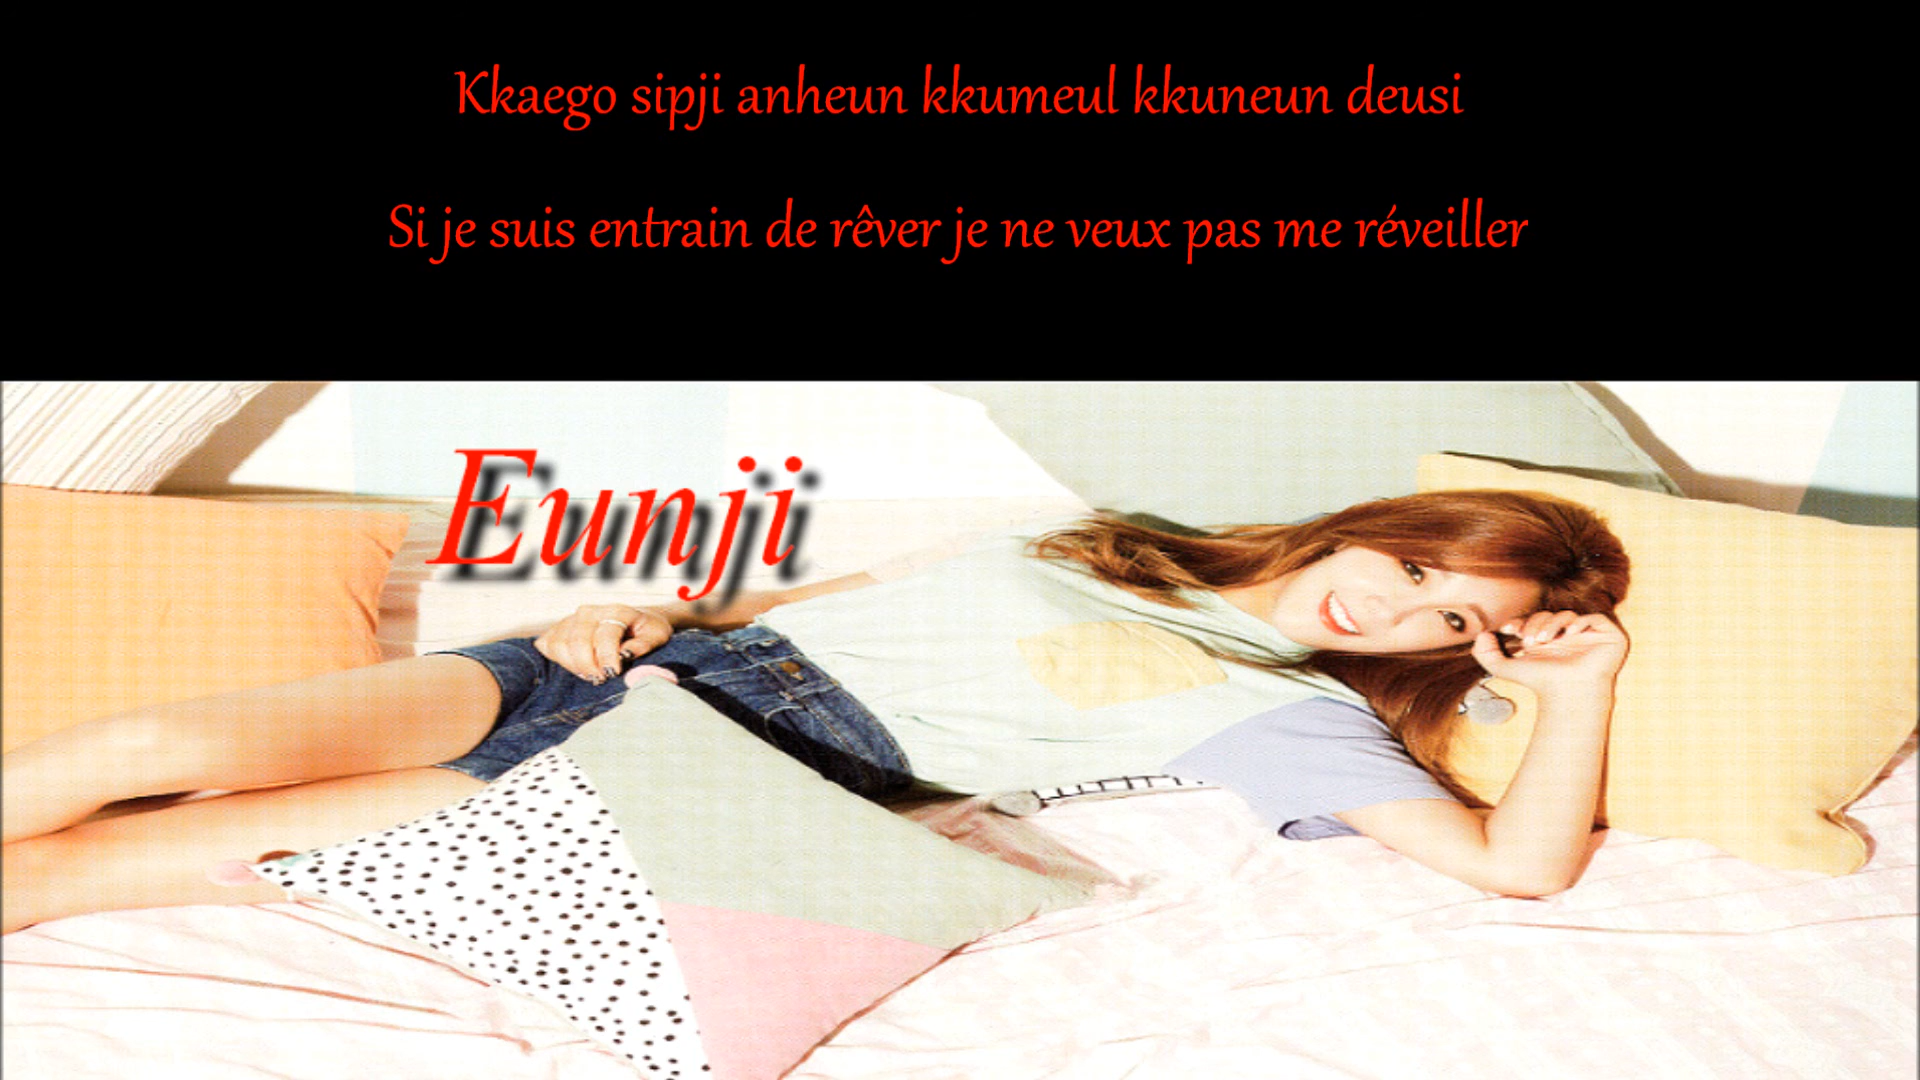 Kkaego sipji anheun kkumeul kkuneun deusi
Si je suis entrain de rêver je ne veux pas me réveiller
Eunji